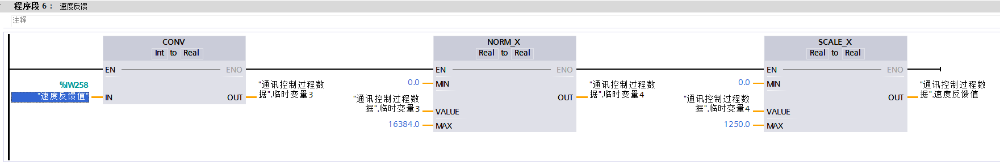 程序段 6： 速度反馈
注释
CONV
Int to Real
EN
ENO
%IW258
"速度反馈值"
IN
OUT
"通讯控制过程数
据".临时变量3
NORM_X
Real to Real
EN
ENO
0.0
MIN
"通讯控制过程数
据".临时变量3
VALUE
16384.0
MAX
OUT
"通讯控制过程数
据".临时变量4
SCALE_X
Real to Real
EN
ENO
0.0
MIN
"通讯控制过程数
据".临时变量4
VALUE
1250.0
MAX
OUT
"通讯控制过程数
据".速度反馈值